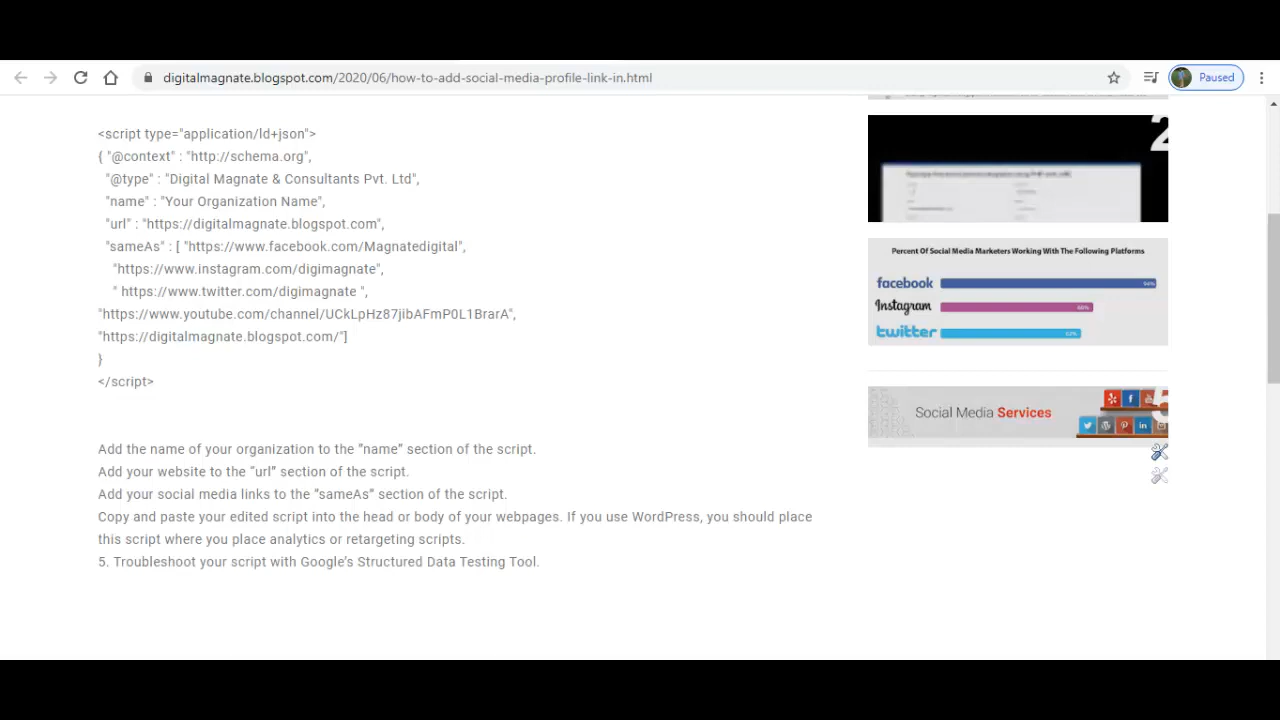 digitalmagnate.blogspot.com/2020/06/how-to-add-social-media-profile-link-in.html
Paused
<script type="application/ld+json">
{ "@context" : "http://schema.org",
"@type" : "Digital Magnate & Consultants Pvt. Ltd",
"name" : "Your Organization Name",
"url" : "https://digitalmagnate.blogspot.com",
"sameAs" : [ "https://www.facebook.com/Magnatedigital",
"https://www.instagram.com/digimagnate",
" https://www.twitter.com/digimagnate ",
"https://www.youtube.com/channel/UCkLpHz87jibAFmP0L1BrarA",
"https://digitalmagnate.blogspot.com/"]
}
</script>
Add the name of your organization to the "name” section of the script.
Add your website to the “url” section of the script.
Add your social media links to the “sameAs” section of the script.
Copy and paste your edited script into the head or body of your webpages. If you use WordPress, you should place
this script where you place analytics or retargeting scripts.
5. Troubleshoot your script with Google’s Structured Data Testing Tool.
2
Percent Of Social Media Marketers Working With The Following Platforms
facebook
Instagram
twitter
Social Media Services
5